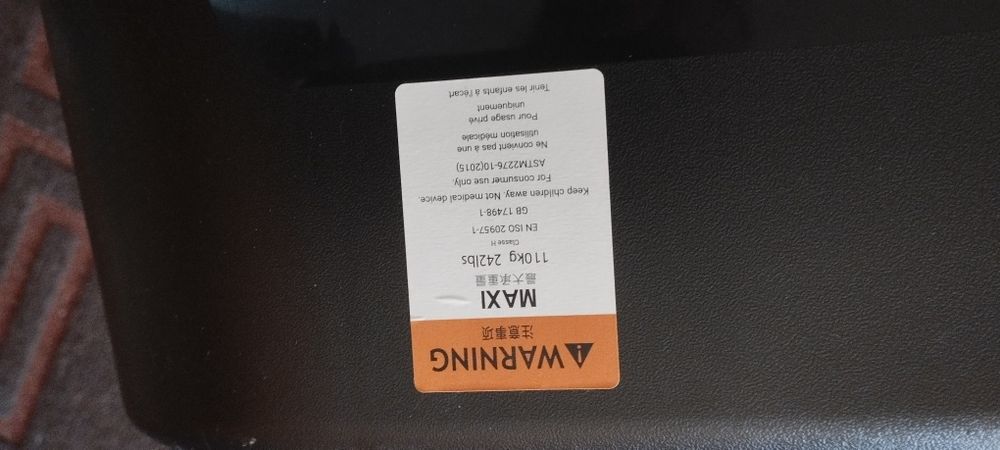 WARNING
注意事项
MAXI
最大承重量
110kg 242lbs
Classe H
EN ISO 20957-1
GB 17498-1
Keep children away. Not medical device.
For consumer use only.
ASTM2276-10(2015)
Ne convient pas à une
utilisation médicale
Pour usage privé
uniquement
Tenir les enfants à l'écart